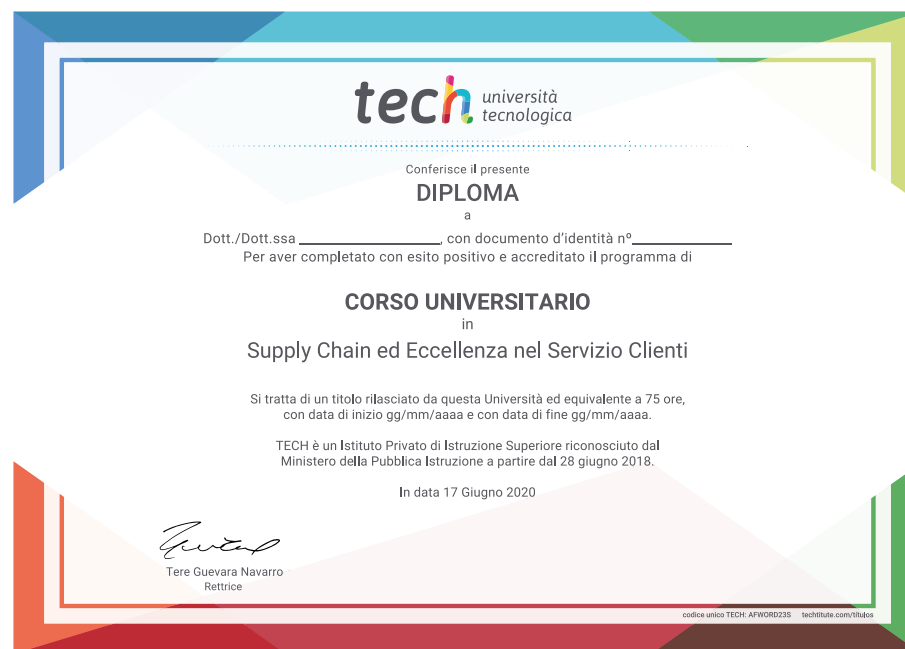 tech università
tecnologica
Conferisce il presente
DIPLOMA
a
Dott./Dott.ssa ____________________, con documento d'identità nº______________
Per aver completato con esito positivo e accreditato il programma di
CORSO UNIVERSITARIO
in
Supply Chain ed Eccellenza nel Servizio Clienti
Si tratta di un titolo rilasciato da questa Università ed equivalente a 75 ore,
con data di inizio gg/mm/aaaa e con data di fine gg/mm/aaaa.
TECH è un Istituto Privato di Istruzione Superiore riconosciuto dal
Ministero della Pubblica Istruzione a partire dal 28 giugno 2018.
In data 17 Giugno 2020
Tere Guevara Navarro
Rettrice
codice unico TECH: AFWORD23S techtitute.com/titulos